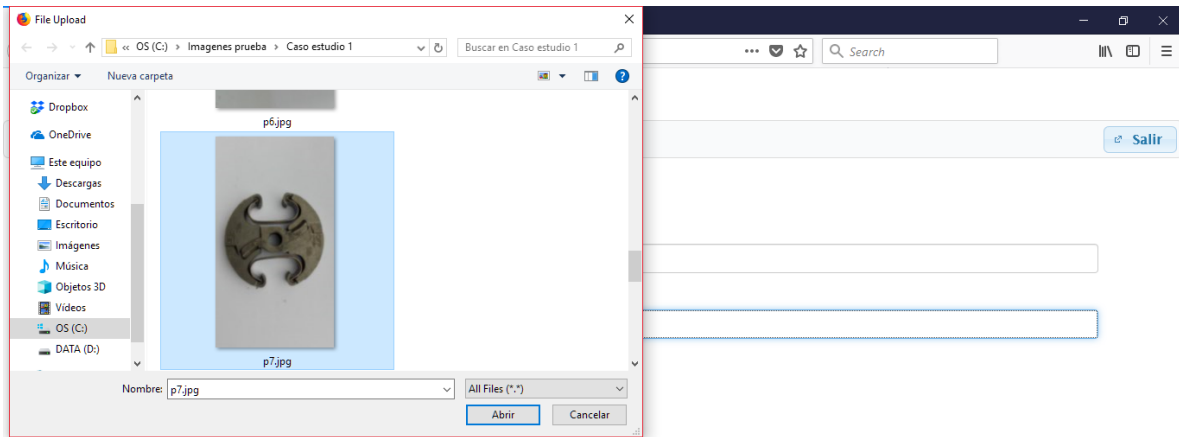 File Upload
« OS (C:) › Imagenes prueba › Caso estudio 1
Buscar en Caso estudio 1
Search
Organizar
Nueva carpeta
Salir
Dropbox
OneDrive
Este equipo
Descargas
Documentos
Escritorio
Imágenes
Música
Objetos 3D
Vídeos
OS (C:)
DATA (D:)
p6.jpg
p7.jpg
Nombre: p7.jpg
All Files (*.*)
Abrir
Cancelar